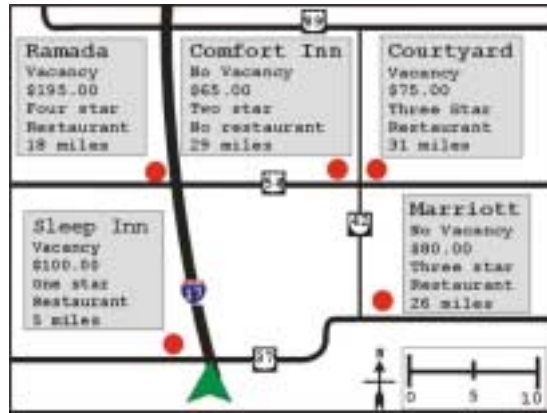 Ramada
Vacancy
$195.00
Four star
Restaurant
18 miles
Comfort Inn
No Vacancy
$65.00
Two star
No restaurant
29 miles
Courtyard
Vacancy
$75.00
Three Star
Restaurant
31 miles
Sleep Inn
Vacancy
$100.00
One star
Restaurant
5 miles
Marriott
No Vacancy
$80.00
Three star
Restaurant
26 miles
42
N
0 5 10